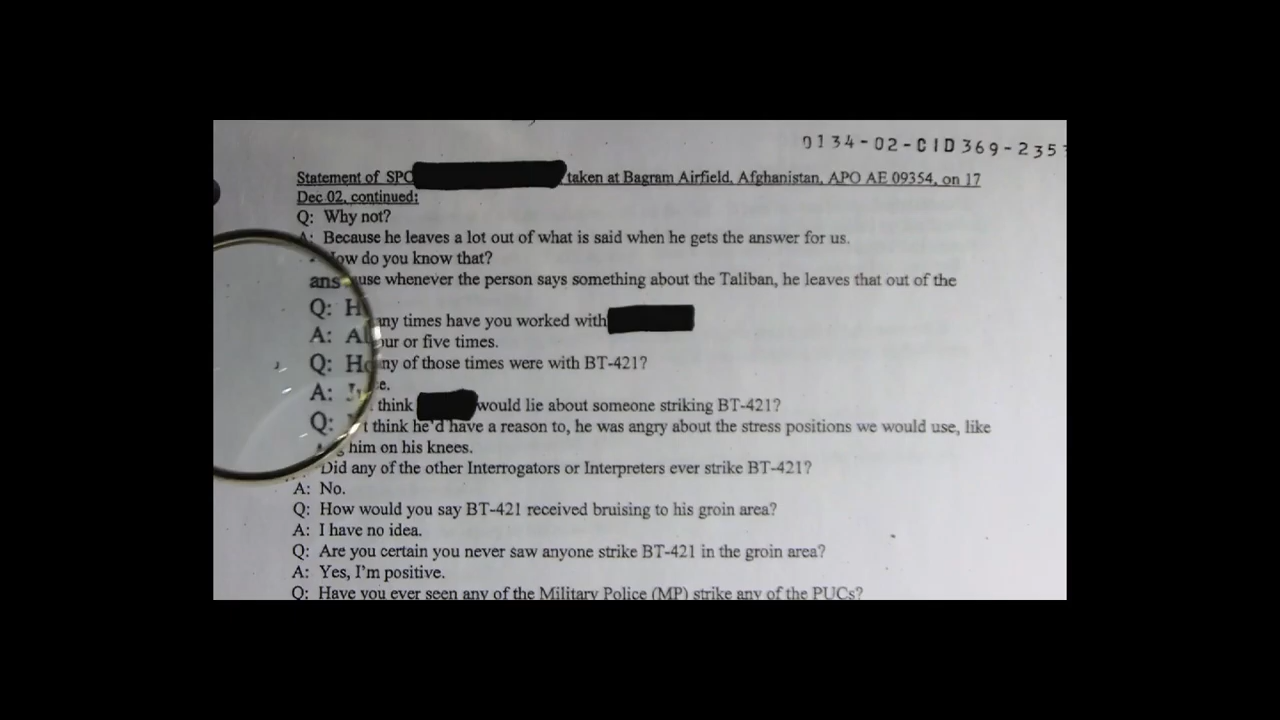 0134-02-CID369-235
Statement of SPC , taken at Bagram Airfield, Afghanistan, APO AE 09354, on 17
Dec 02, continued:
Q: Why not?
A: Because he leaves a lot out of what is said when he gets the answer for us.
do you know that?
whenever the person says something about the Taliban, he leaves that out of the
Q:
times have you worked with
A:
or five times.
Q:
of those times were with BT-421?
A:
think would lie about someone striking BT-421?
Q:
think he'd have a reason to, he was angry about the stress positions we would use, like
him on his knees.
Did any of the other Interrogators or Interpreters ever strike BT-421?
A: No.
Q: How would you say BT-421 received bruising to his groin area?
A: I have no idea.
Q: Are you certain you never saw anyone strike BT-421 in the groin area?
A: Yes, I'm positive.
Q: Have you ever seen any of the Military Police (MP) strike any of the PUCs?